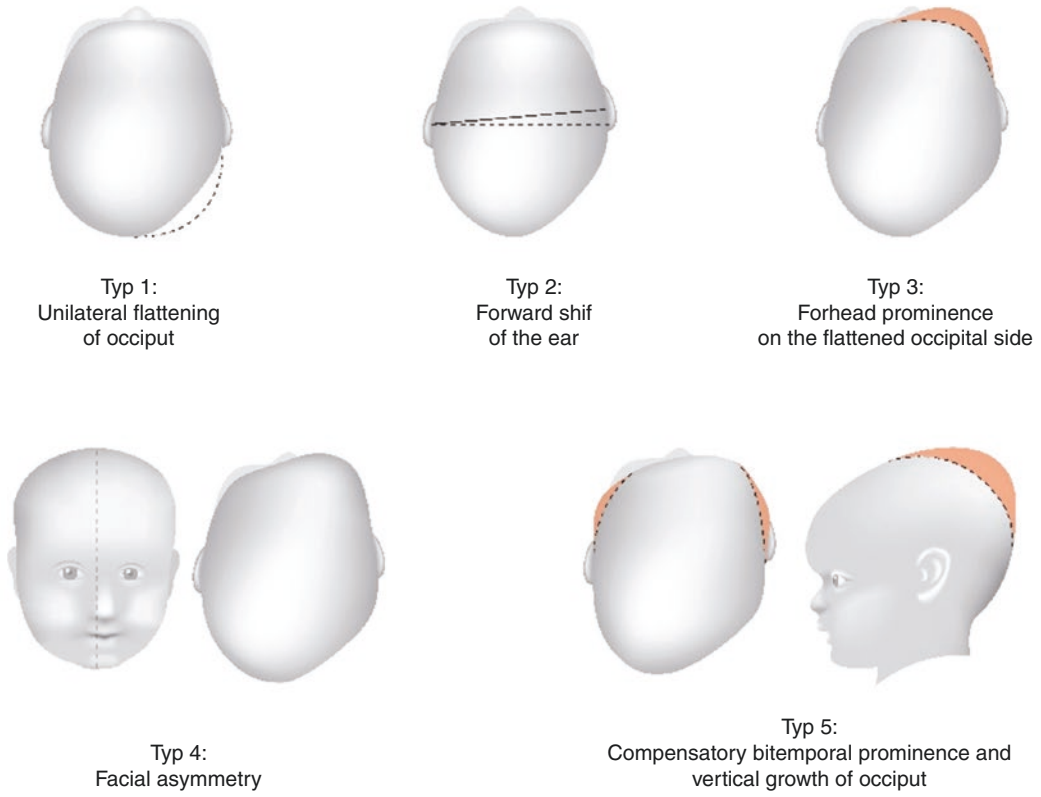 Typ 1:
Unilateral flattening
of occiput
Typ 2:
Forward shif
of the ear
Typ 3:
Forhead prominence
on the flattened occipital side
Typ 4:
Facial asymmetry
Typ 5:
Compensatory bitemporal prominence and
vertical growth of occiput